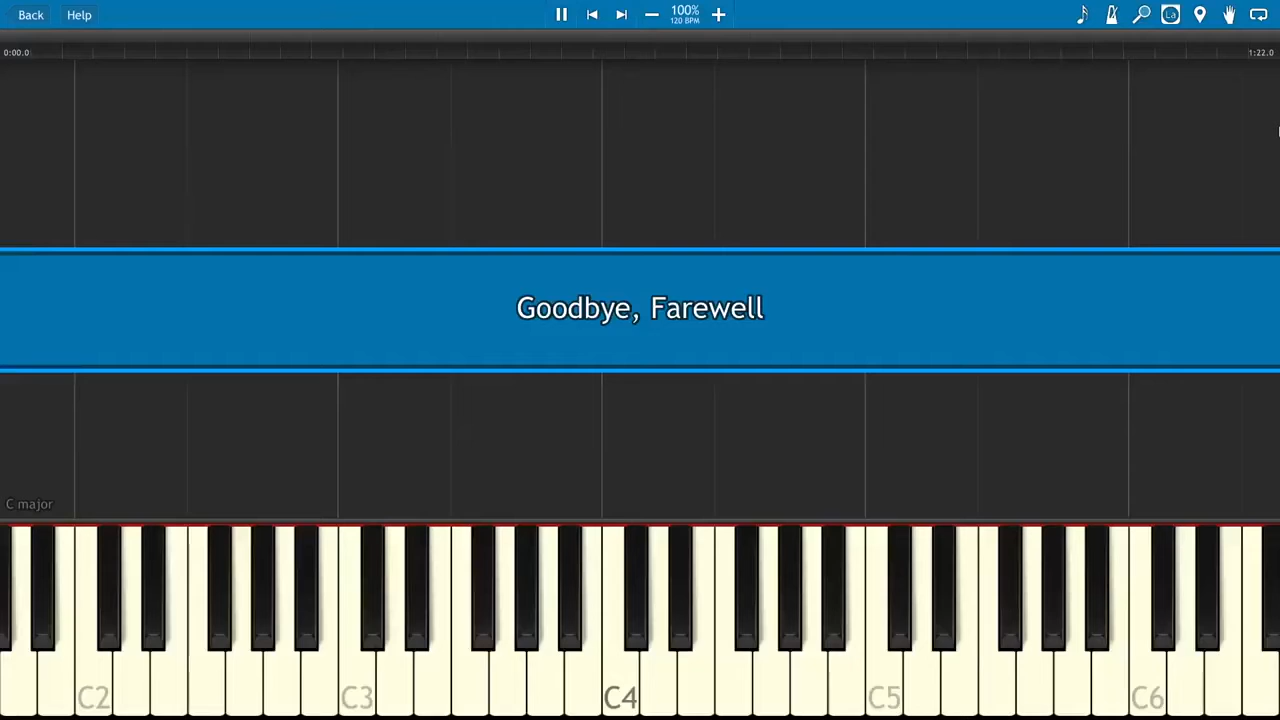 Back Help 100% La
120 BPM
0:00.0 1:22.0
Goodbye, Farewell
C major
C2 C3 C4 C5 C6